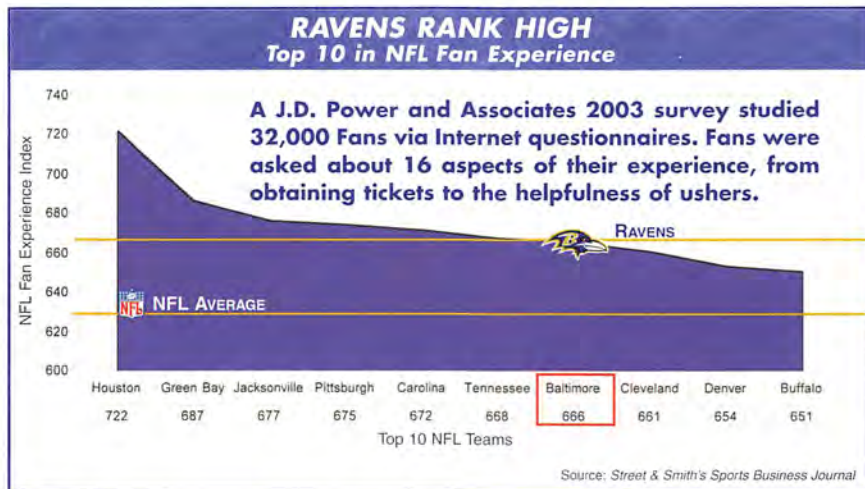 RAVENS RANK HIGH
Top 10 in NFL Fan Experience
A J.D. Power and Associates 2003 survey studied
32,000 Fans via Internet questionnaires. Fans were
asked about 16 aspects of their experience, from
obtaining tickets to the helpfulness of ushers.
NFL Fan Experience Index
740
720
700
680
660
640
620
600
B
RAVENS
NFL
NFL AVERAGE
Houston Green Bay Jacksonville Pittsburgh Carolina Tennessee Baltimore Cleveland Denver Buffalo
722 687 677 675 672 668 666 661 654 651
Top 10 NFL Teams
Source: Street & Smith's Sports Business Journal